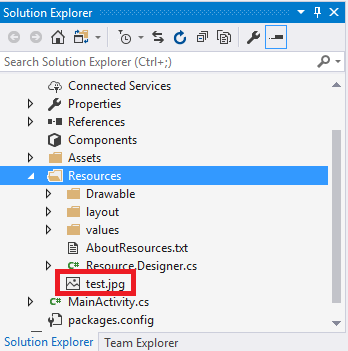 Solution Explorer
Search Solution Explorer (Ctrl+;)
Connected Services
Properties
References
Components
Assets
Resources
Drawable
layout
values
AboutResources.txt
C# Resource.Designer.cs
test.jpg
C# MainActivity.cs
packages.config
Solution Explorer Team Explorer